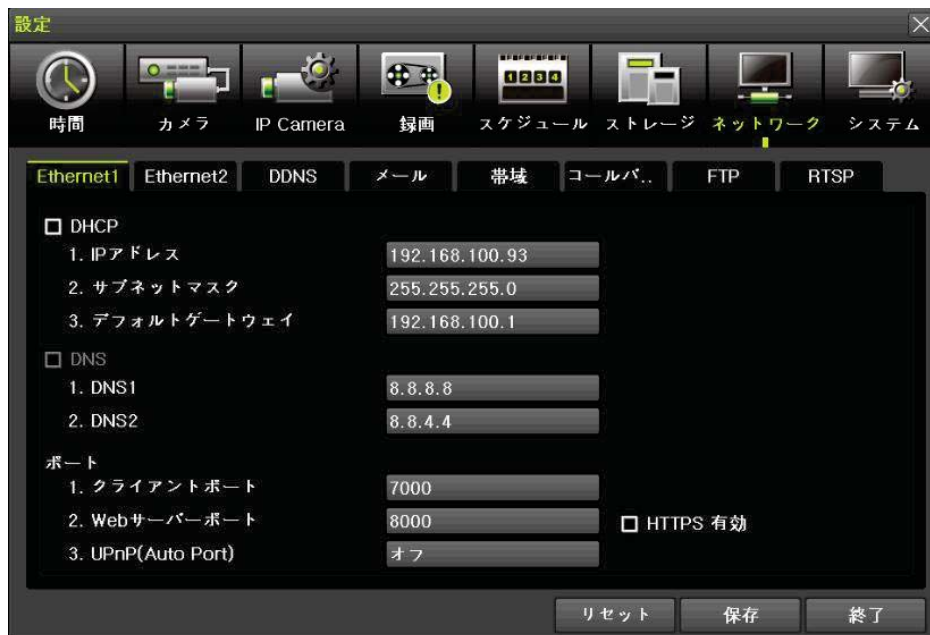 設定
時間 カメラ IP Camera 録画 スケジュール ストレージ ネットワーク システム
Ethernet1 Ethernet2 DDNS メール 帯域 コールバ.. FTP RTSP
DHCP
1. IPアドレス 192.168.100.93
2. サブネットマスク 255.255.255.0
3. デフォルトゲートウェイ 192.168.100.1
DNS
1. DNS1 8.8.8.8
2. DNS2 8.8.4.4
ポート
1. クライアントポート 7000
2. Webサーバーポート 8000 HTTPS 有効
3. UPnP(Auto Port) オフ
リセット 保存 終了